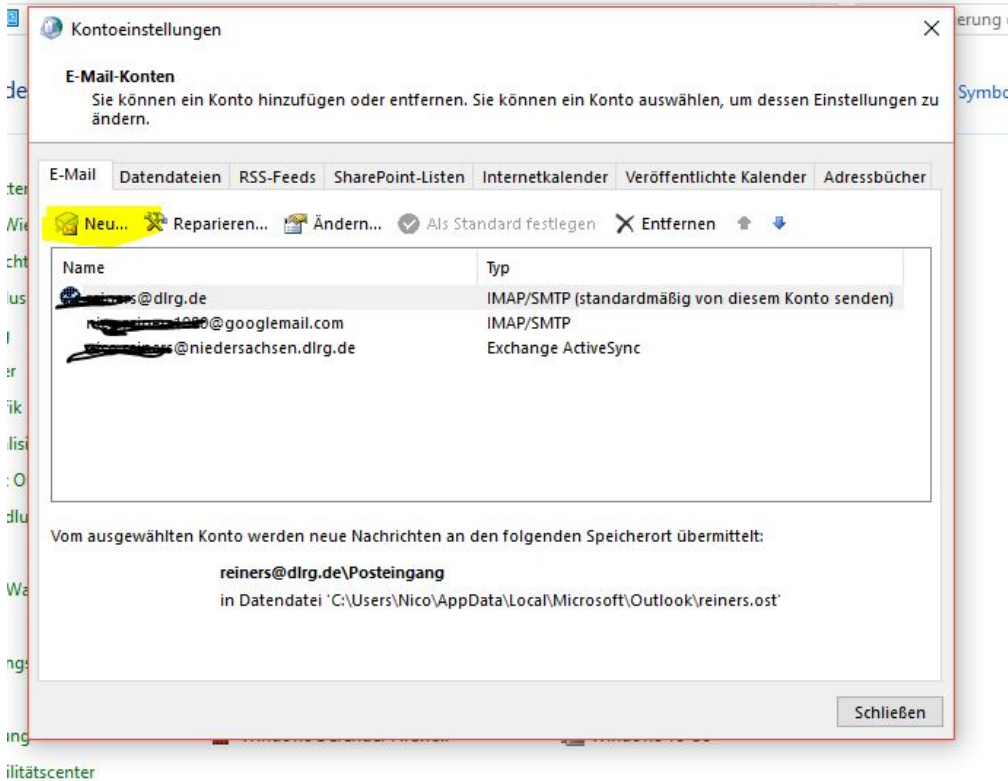 erung
Kontoeinstellungen
E-Mail-Konten
Sie können ein Konto hinzufügen oder entfernen. Sie können ein Konto auswählen, um dessen Einstellungen zu
ändern.
Symbo
E-Mail Datendateien RSS-Feeds SharePoint-Listen Internetkalender Veröffentlichte Kalender Adressbücher
Neu... Reparieren... Ändern... Als Standard festlegen Entfernen
Name Typ
@dlrg.de IMAP/SMTP (standardmäßig von diesem Konto senden)
@googlemail.com IMAP/SMTP
@niedersachsen.dlrg.de Exchange ActiveSync
Vom ausgewählten Konto werden neue Nachrichten an den folgenden Speicherort übermittelt:
reiners@dlrg.de\Posteingang
in Datendatei 'C:\Users\Nico\AppData\Local\Microsoft\Outlook\reiners.ost'
Schließen
ilitätscenter